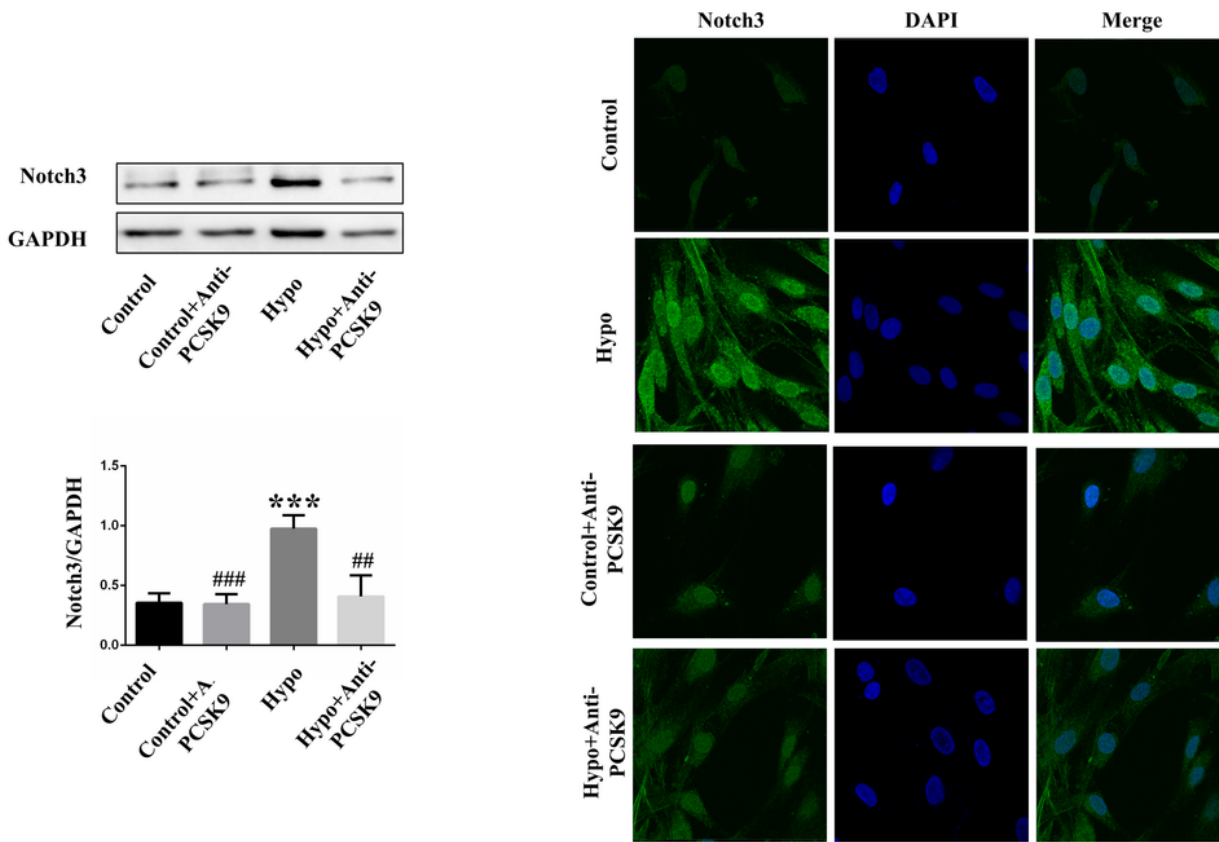 Notch3
GAPDH
Control
Control+Anti-
PCSK9
Hypo
Hypo+Anti-
PCSK9
Notch3/GAPDH
1.5
1.0
0.5
0.0
###
***
##
Control
Control+A.
PCSK9
Hypo
Hypo+Anti-
PCSK9
Notch3 DAPI Merge
Control
Hypo
Control+Anti-
PCSK9
Hypo+Anti-
PCSK9